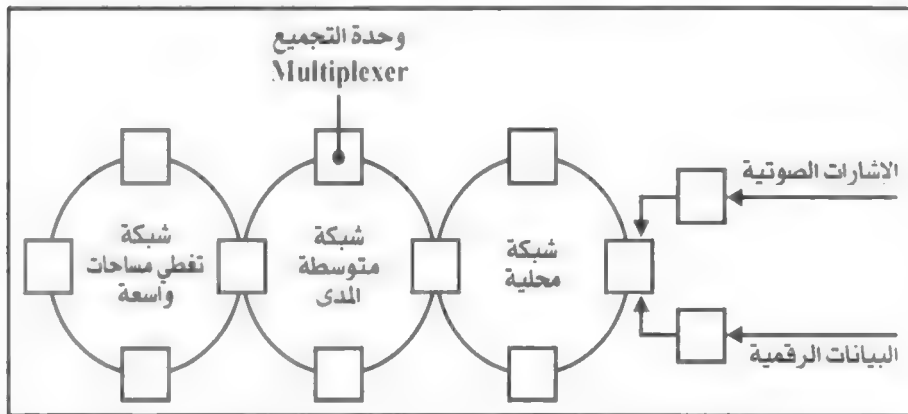 وحدة التجميع
Multiplexer
الإشارات الصوتية
شبكة
محلية
شبكة
متوسطة
المدى
شبكة
تغطي مساحات
واسعة
البيانات الرقمية